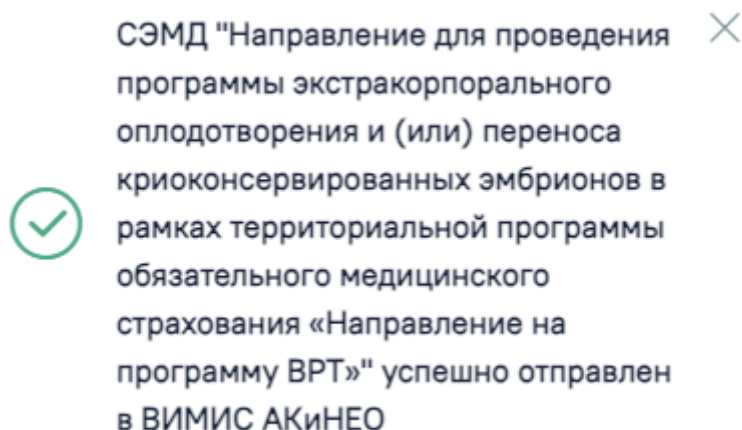 СЭМД "Направление для проведения
программы экстракорпорального
оплодотворения и (или) переноса
криоконсервированных эмбрионов в
рамках территориальной программы
обязательного медицинского
страхования «Направление на
программу ВРТ»" успешно отправлен
в ВИМИС АКиНЕО